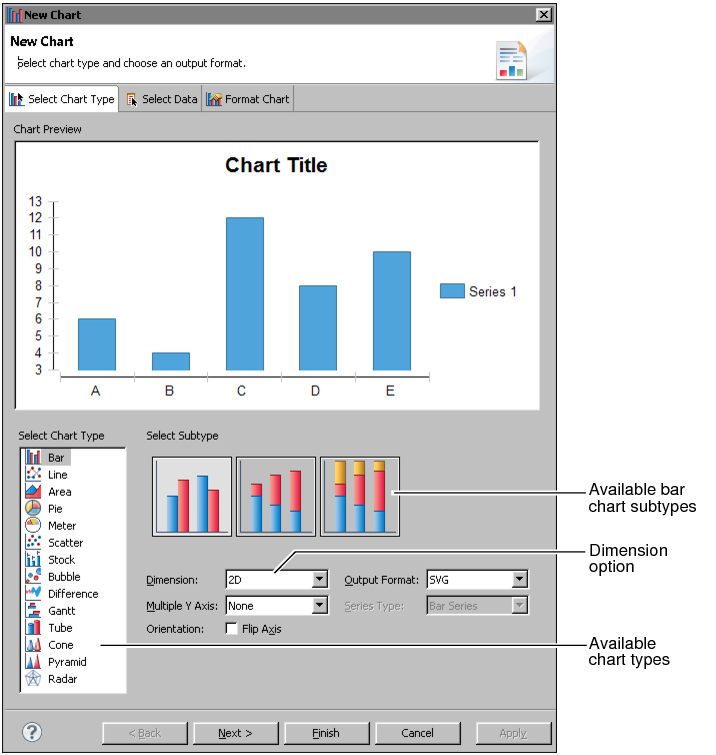 New Chart
New Chart
Select chart type and choose an output format.
Select Chart Type
Select Data
Format Chart
Chart Preview
Chart Title
13
12
11
10
9
8
7
6
5
4
3
A
B
C
D
E
Series 1
Select Chart Type
Bar
Line
Area
Pie
Meter
Scatter
Stock
Bubble
Difference
Gantt
Tube
Cone
Pyramid
Radar
Select Subtype
Dimension:
2D
Output Format:
SVG
Multiple Y Axis:
None
Series Type:
Bar Series
Orientation:
Flip Axis
Available bar
chart subtypes
Dimension
option
Available
chart types
?
< Back
Next >
Finish
Cancel
Apply